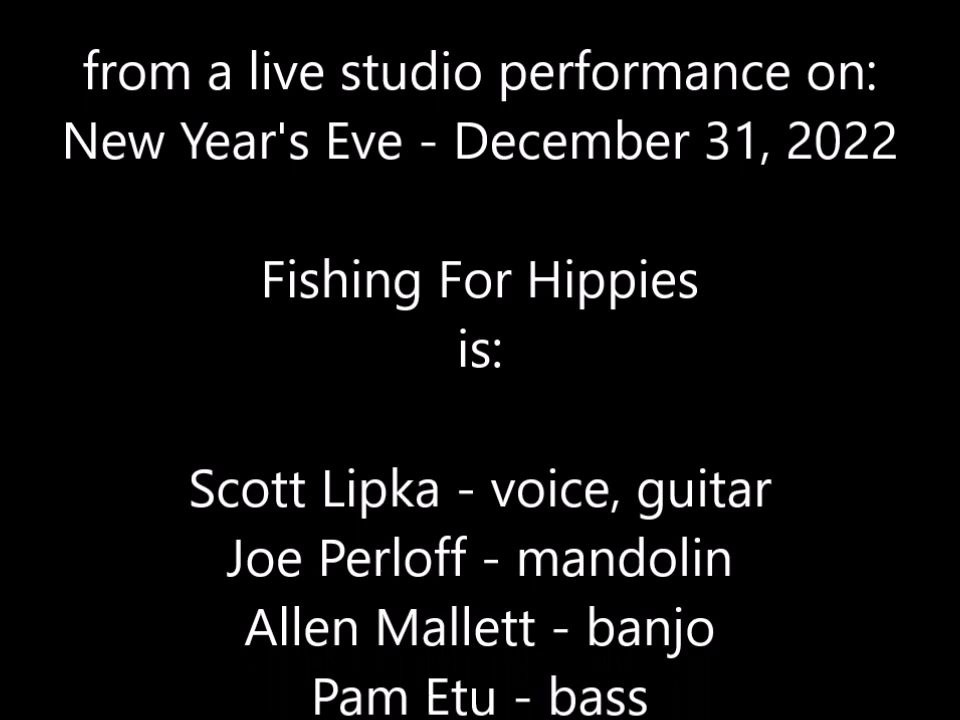 from a live studio performance on:
New Year's Eve - December 31, 2022
Fishing For Hippies
is:
Scott Lipka - voice, guitar
Joe Perloff - mandolin
Allen Mallett - banjo
Pam Etu - bass